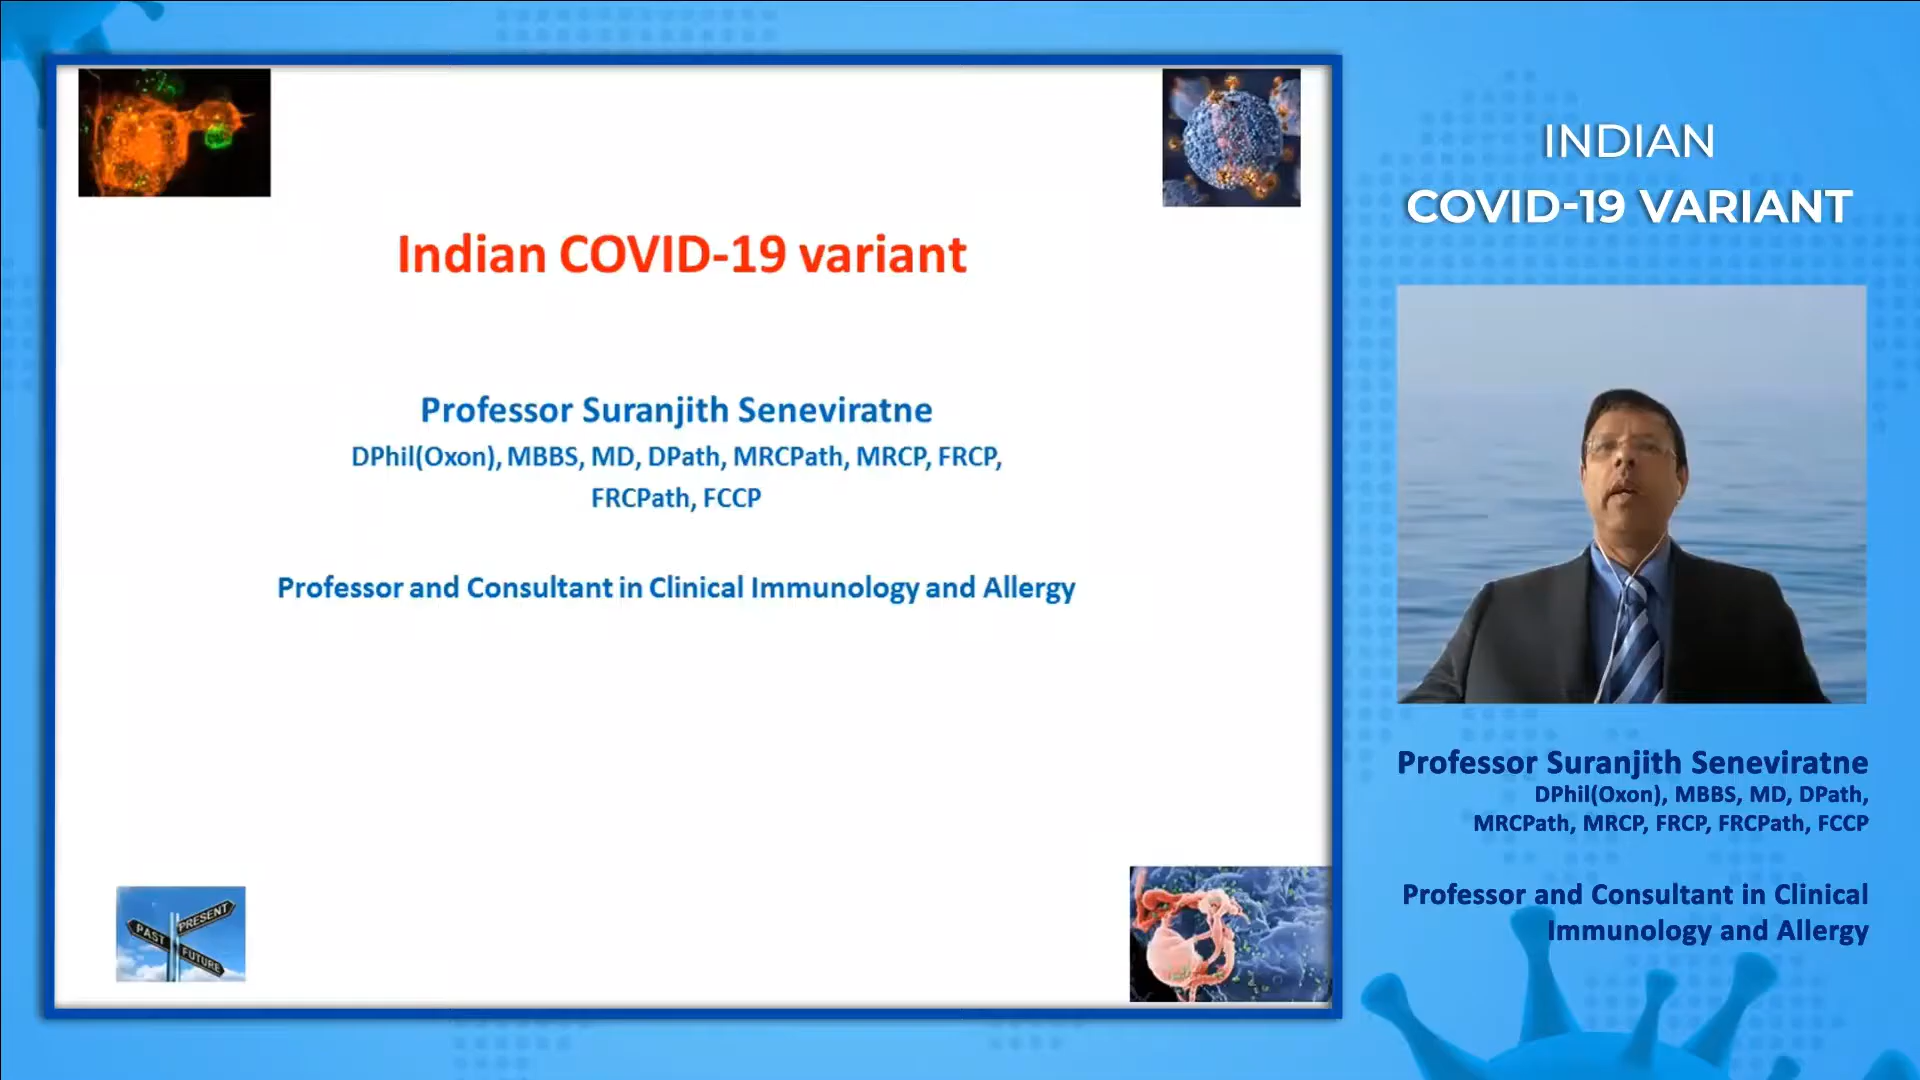 Indian COVID-19 variant
Professor Suranjith Seneviratne
DPhil(Oxon), MBBS, MD, DPath, MRCPath, MRCP, FRCP,
FRCPath, FCCP
Professor and Consultant in Clinical Immunology and Allergy
PAST
PRESENT
FUTURE
INDIAN
COVID-19 VARIANT
Professor Suranjith Seneviratne
DPhil(Oxon), MBBS, MD, DPath,
MRCPath, MRCP, FRCP, FRCPath, FCCP
Professor and Consultant in Clinical
Immunology and Allergy